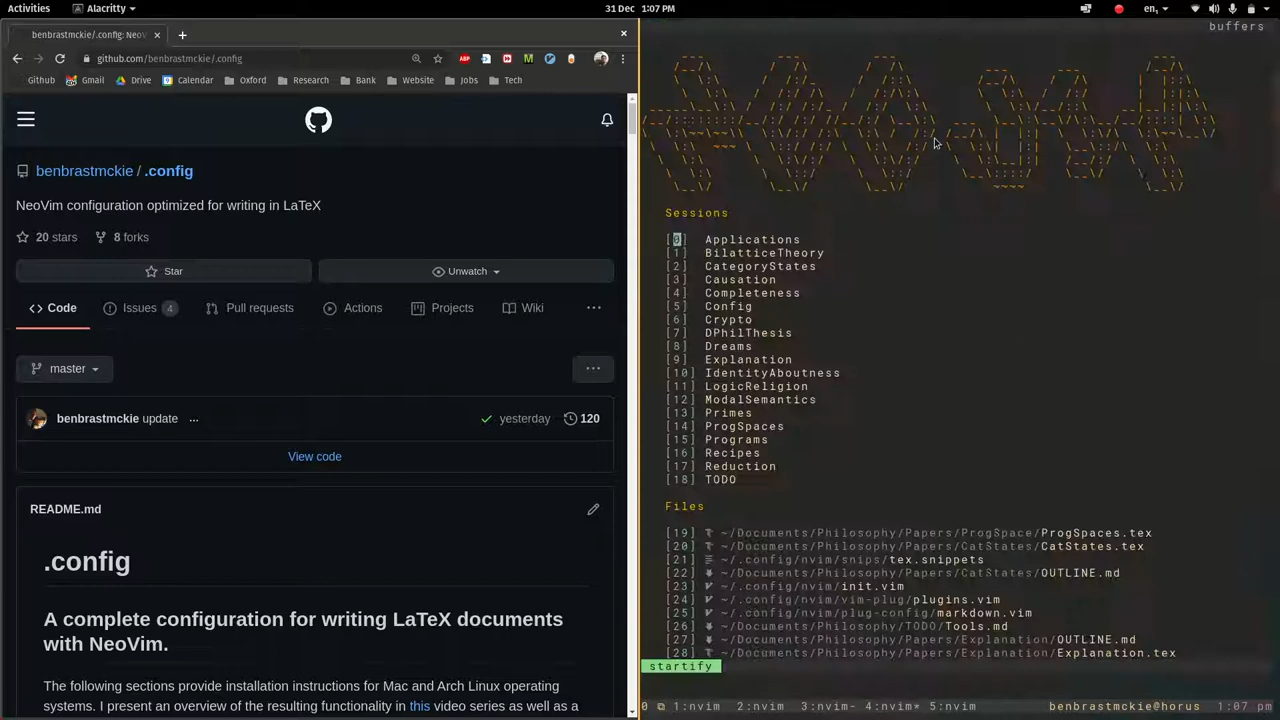 Activities
Alacritty
31 Dec 1:07 PM
en₁
benbrastmckie/.config: Neo
github.com/benbrastmckie/.config
Github
Gmail
Drive
Calendar
Oxford
Research
Bank
Website
Jobs
Tech
benbrastmckie / .config
NeoVim configuration optimized for writing in LaTeX
20 stars
8 forks
Star
Unwatch
Code
Issues 4
Pull requests
Actions
Projects
Wiki
master
benbrastmckie update ...
yesterday
120
View code
README.md
.config
A complete configuration for writing LaTeX documents
with NeoVim.
The following sections provide installation instructions for Mac and Arch Linux operating
systems. I present an overview of the resulting functionality in this video series as well as a
buffers
Sessions
[0] Applications
[1] BilatticeTheory
[2] CategoryStates
[3] Causation
[4] Completeness
[5] Config
[6] Crypto
[7] DPhilThesis
[8] Dreams
[9] Explanation
[10] IdentityAboutness
[11] LogicReligion
[12] ModalSemantics
[13] Primes
[14] ProgSpaces
[15] Programs
[16] Recipes
[17] Reduction
[18] TODO
Files
[19] ~/Documents/Philosophy/Papers/ProgSpace/ProgSpaces.tex
[20] ~/Documents/Philosophy/Papers/CatStates/CatStates.tex
[21] ~/.config/nvim/snips/tex.snippets
[22] ~/Documents/Philosophy/Papers/CatStates/OUTLINE.md
[23] ~/.config/nvim/init.vim
[24] ~/.config/nvim/vim-plug/plugins.vim
[25] ~/.config/nvim/plug-config/markdown.vim
[26] ~/Documents/Philosophy/TODO/Tools.md
[27] ~/Documents/Philosophy/Papers/Explanation/OUTLINE.md
[28] ~/Documents/Philosophy/Papers/Explanation/Explanation.tex
startify
0 1:nvim 2:nvim 3:nvim- 4:nvim* 5:nvim
benbrastmckie@horus 1:07 pm